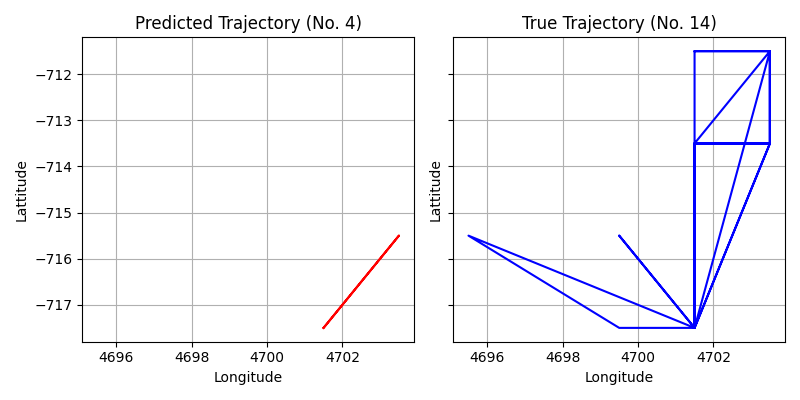 Predicted Trajectory (No. 4)
True Trajectory (No. 14)
−712
−713
−714
−715
−716
−717
Lattitude
Lattitude
4696 4698 4700 4702
4696 4698 4700 4702
Longitude
Longitude